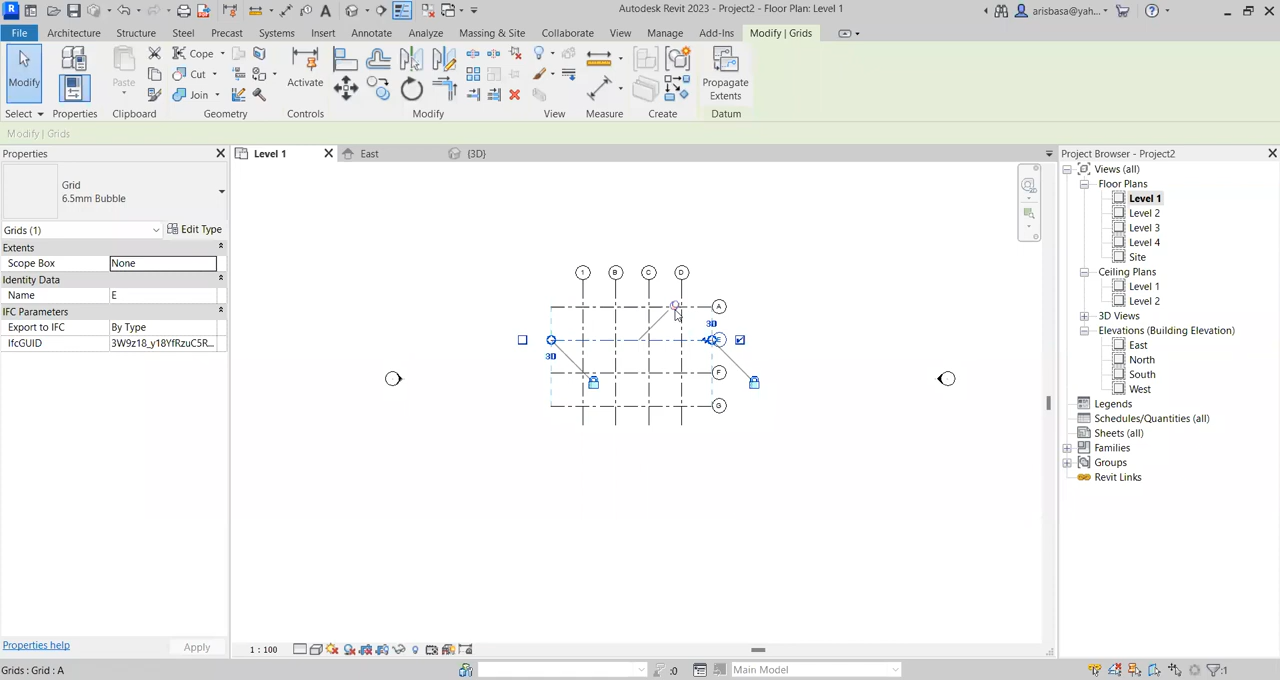 Autodesk Revit 2023 - Project2 - Floor Plan: Level 1
arisbasa@yah...
File
Architecture
Structure
Steel
Precast
Systems
Insert
Annotate
Analyze
Massing & Site
Collaborate
View
Manage
Add-Ins
Modify | Grids
Modify
Paste
Cope
Cut
Join
Activate
Propagate
Extents
Select
Properties
Clipboard
Geometry
Controls
Modify
View
Measure
Create
Datum
Modify | Grids
Properties
Grid
6.5mm Bubble
Grids (1)
Edit Type
Extents
Scope Box
None
Identity Data
Name
E
IFC Parameters
Export to IFC
By Type
IfcGUID
3W9z18_y18YfRzuC5R...
Properties help
Apply
Level 1
East
{3D}
1
B
C
D
A
3D
E
3D
F
G
Project Browser - Project2
Views (all)
Floor Plans
Level 1
Level 2
Level 3
Level 4
Site
Ceiling Plans
Level 1
Level 2
3D Views
Elevations (Building Elevation)
East
North
South
West
Legends
Schedules/Quantities (all)
Sheets (all)
Families
Groups
Revit Links
1 : 100
Grids : Grid : A
:0
Main Model
:1